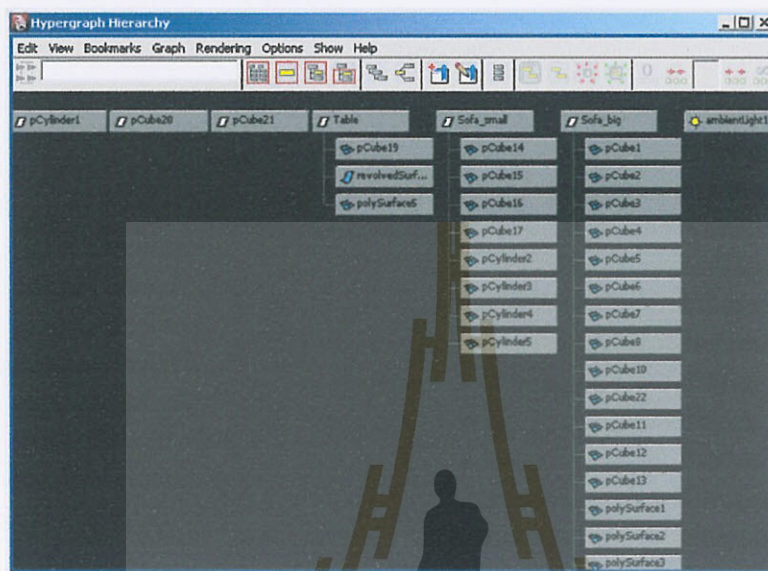 Hypergraph Hierarchy
Edit View Bookmarks Graph Rendering Options Show Help
pCylinder1 pCube20 pCube21 Table Sofa_small Sofa_big ambientLight1
pCube19 pCube14 pCube1
revolvedSurf... pCube15 pCube2
polySurface6 pCube16 pCube3
pCube17 pCube4
pCylinder2 pCube5
pCylinder3 pCube6
pCylinder4 pCube7
pCylinder5 pCube8
pCube10
pCube22
pCube11
pCube12
pCube13
polySurface1
polySurface2
polySurface3